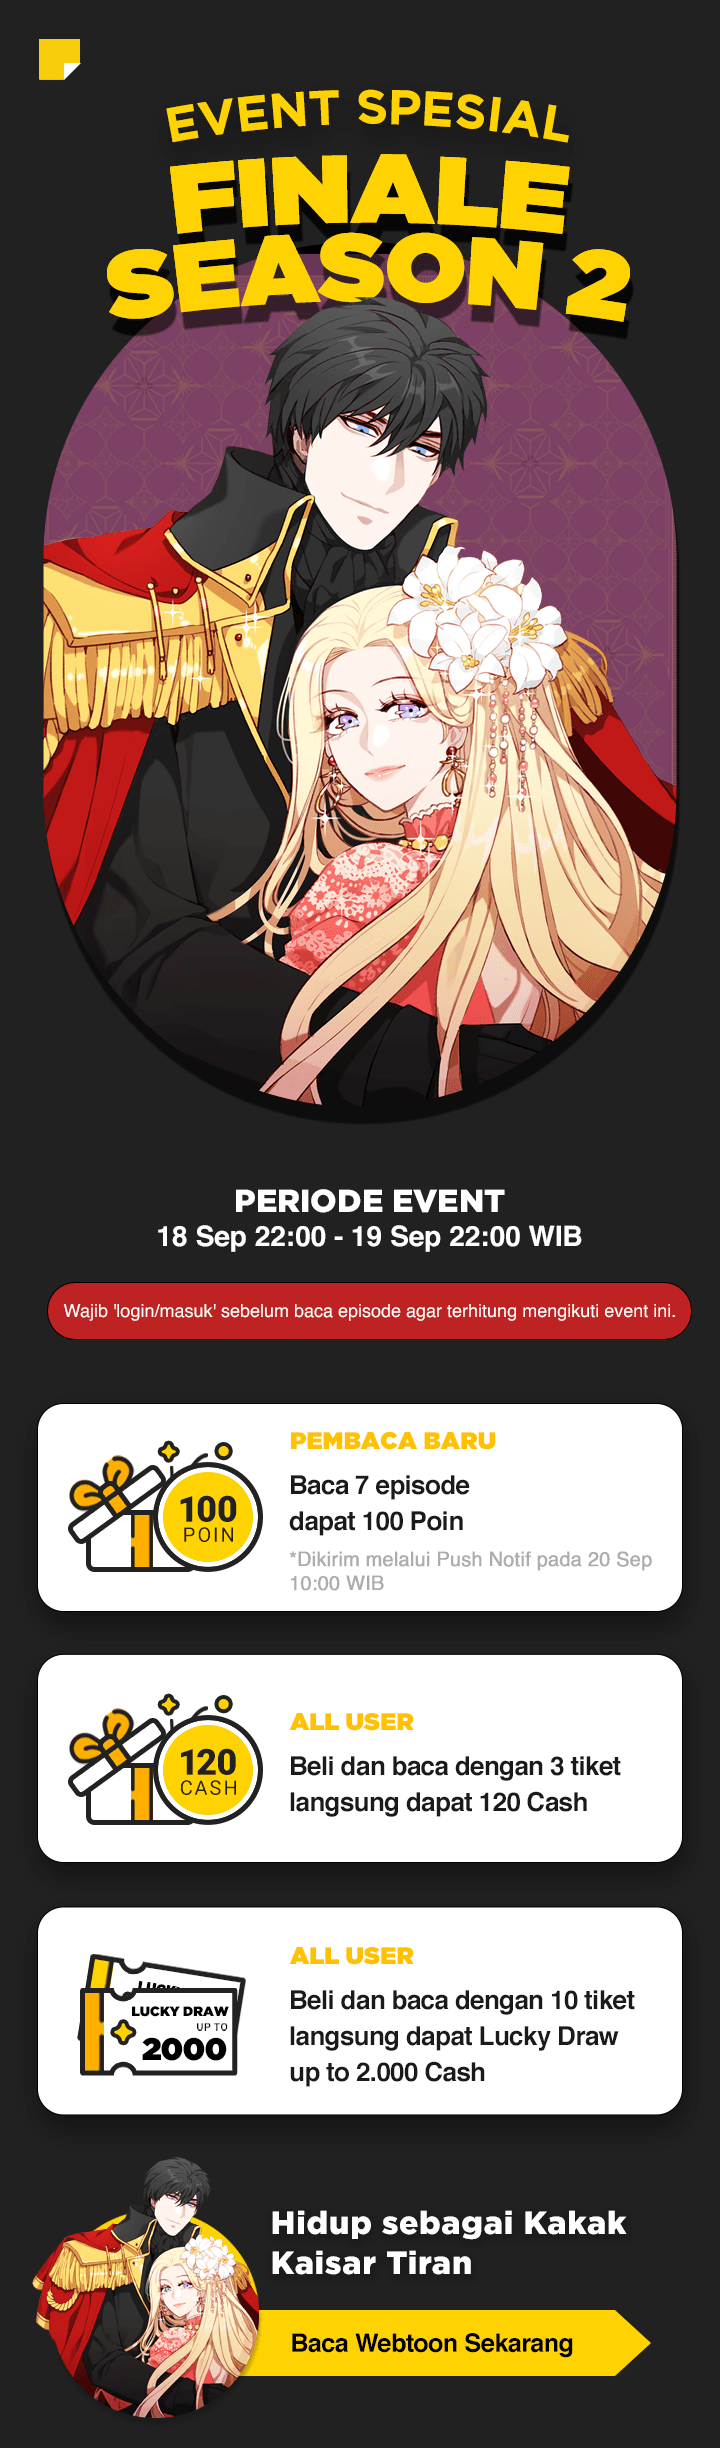 EVENT SPESIAL
FINALE
SEASON 2
PERIODE EVENT
18 Sep 22:00 - 19 Sep 22:00 WIB
Wajib 'login/masuk' sebelum baca episode agar terhitung mengikuti event ini.
100
POIN
PEMBACA BARU
Baca 7 episode
dapat 100 Poin
*Dikirim melalui Push Notif pada 20 Sep
10:00 WIB
120
CASH
ALL USER
Beli dan baca dengan 3 tiket
langsung dapat 120 Cash
LUCKY DRAW
UP TO
2000
ALL USER
Beli dan baca dengan 10 tiket
langsung dapat Lucky Draw
up to 2.000 Cash
Hidup sebagai Kakak
Kaisar Tiran
Baca Webtoon Sekarang